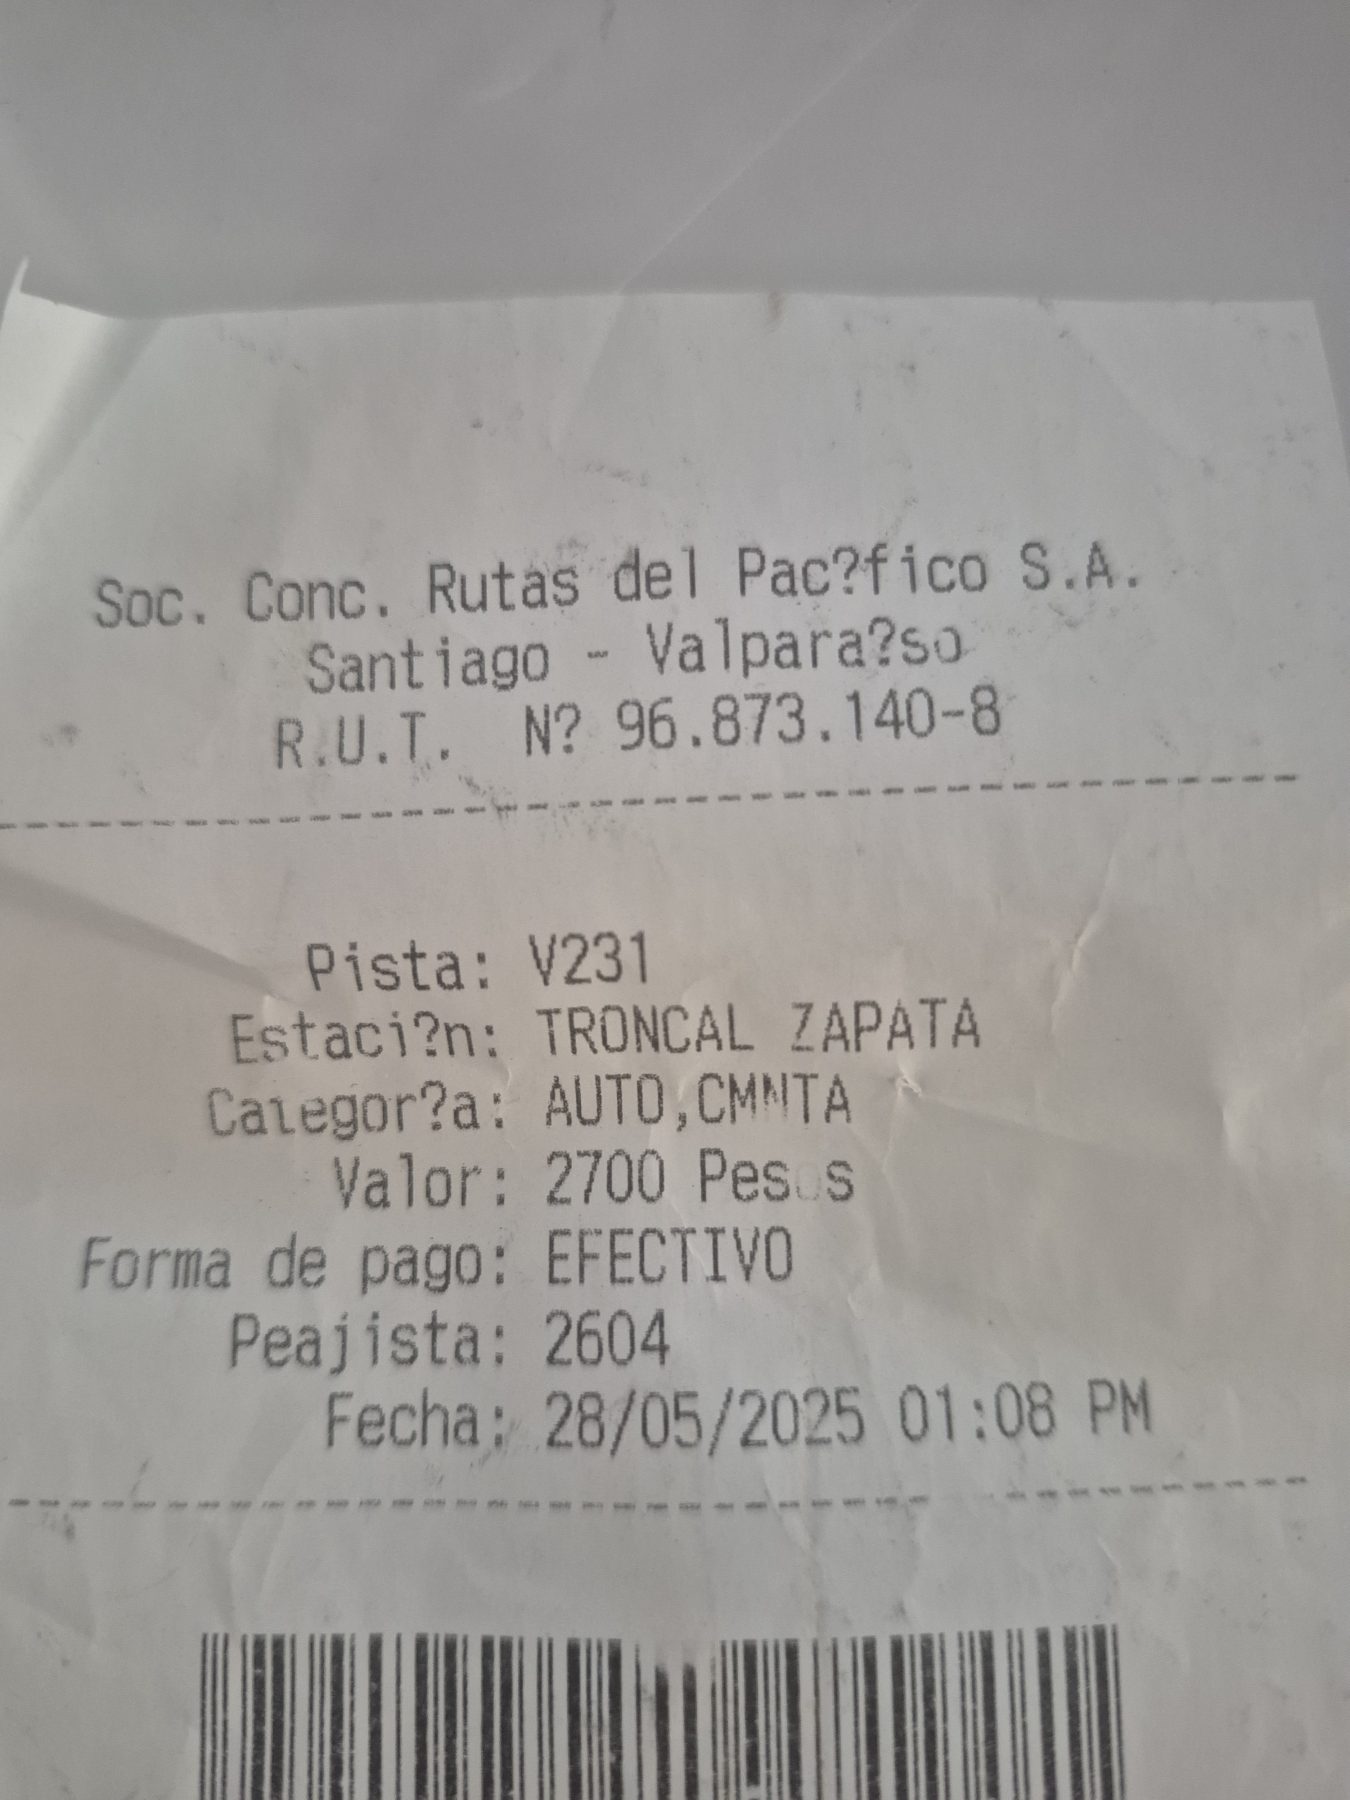 Soc. Conc. Rutas del Pac?fico S.A.
Santiago - Valpara?so
R.U.T. N? 96.873.140-8
Pista: V231
Estaci?n: TRONCAL ZAPATA
Categor?a: AUTO,CMNTA
Valor: 2700 Pesos
Forma de pago: EFECTIVO
Peajista: 2604
Fecha: 28/05/2025 01:08 PM